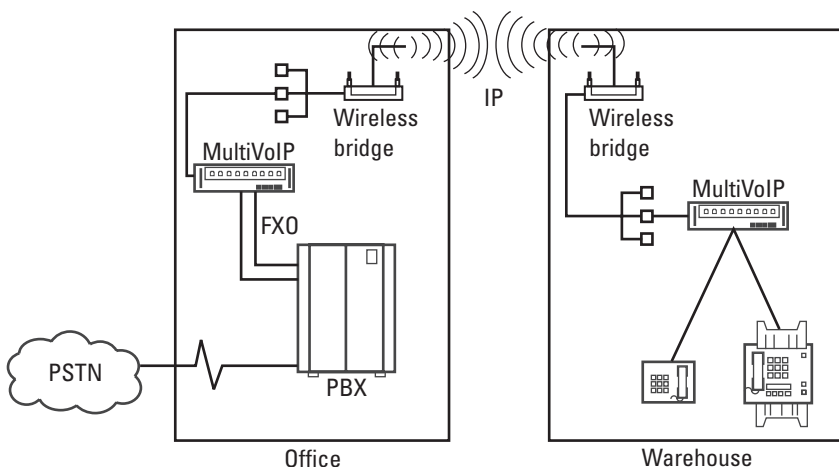 IP
Wireless
bridge
MultiVoIP
FXO
PSTN
PBX
Office
Wireless
bridge
MultiVoIP
Warehouse